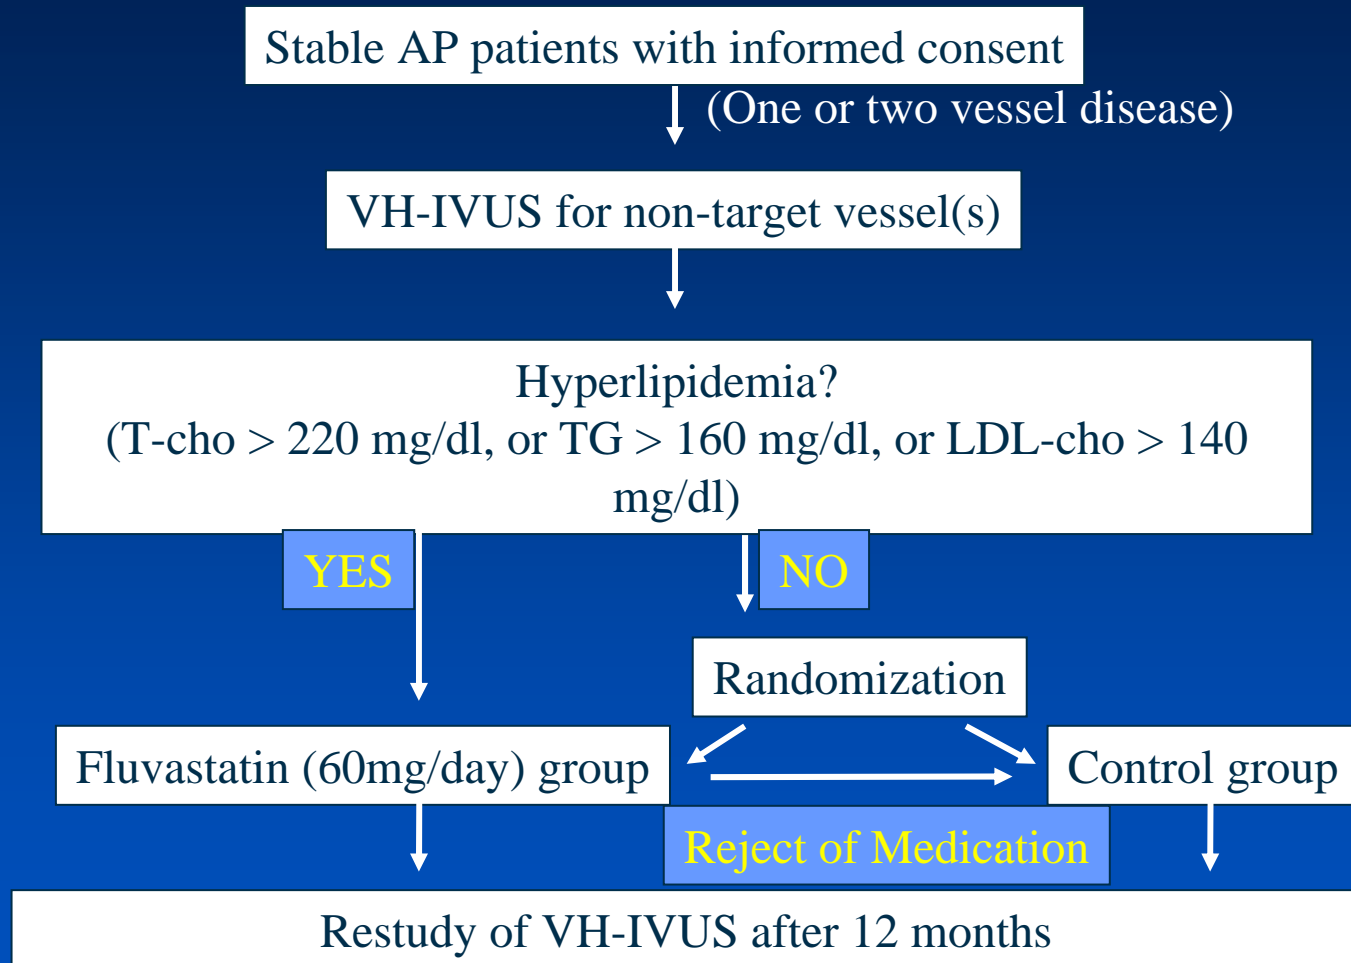 Stable AP patients with informed consent
(One or two vessel disease)
VH-IVUS for non-target vessel(s)
Hyperlipidemia?
(T-cho > 220 mg/dl, or TG > 160 mg/dl, or LDL-cho > 140
mg/dl)
YES
NO
Randomization
Fluvastatin (60mg/day) group
Control group
Reject of Medication
Restudy of VH-IVUS after 12 months